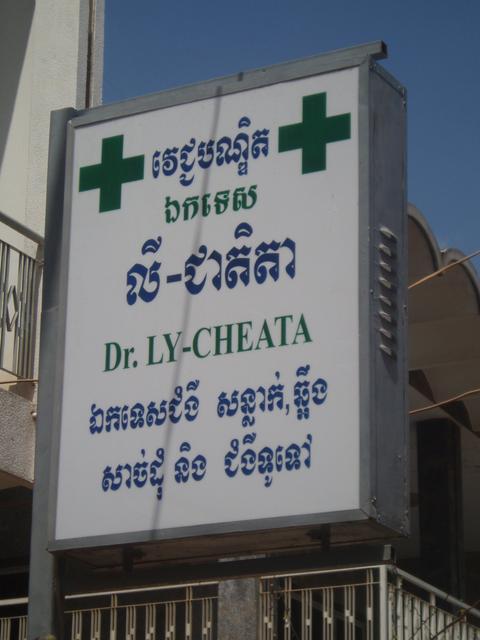 វេជ្ជបណ្ឌិត
ឯកទេស
លី-ជាតិតា
Dr. LY-CHEATA
ឯកទេសជំងឺ សន្លាក់, ឆ្អឹង
សាច់ដុំ និង ជំងឺទូទៅ